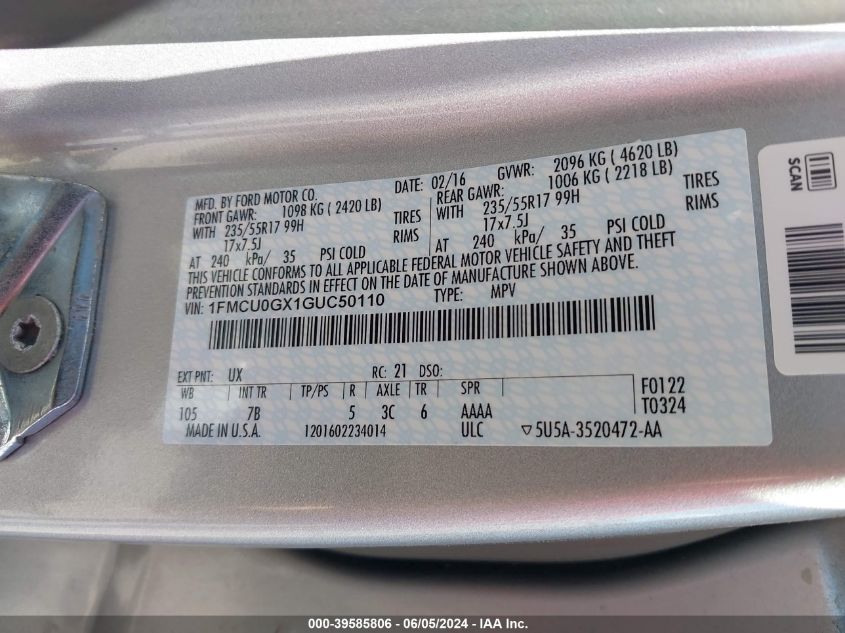 MFD. BY FORD MOTOR CO. DATE: 02/16 GVWR: 2096 KG ( 4620 LB)
FRONT GAWR: 1098 KG ( 2420 LB) REAR GAWR: 1006 KG ( 2218 LB)
WITH 235/55R17 99H TIRES WITH 235/55R17 99H TIRES
17x7.5J RIMS 17x7.5J RIMS
AT 240 kPa/ 35 PSI COLD AT 240 kPa/ 35 PSI COLD
THIS VEHICLE CONFORMS TO ALL APPLICABLE FEDERAL MOTOR VEHICLE SAFETY AND THEFT
PREVENTION STANDARDS IN EFFECT ON THE DATE OF MANUFACTURE SHOWN ABOVE.
VIN: 1FMCU0GX1GUC50110 TYPE: MPV
EXT PNT: UX RC: 21 DSO:
WB INT TR TP/PS R AXLE TR SPR F0122
105 7B 5 3C 6 AAAA T0324
MADE IN U.S.A. 1201602234014 ULC ▽5U5A-3520472-AA
SCAN
000-39585806 - 06/05/2024 - IAA Inc.